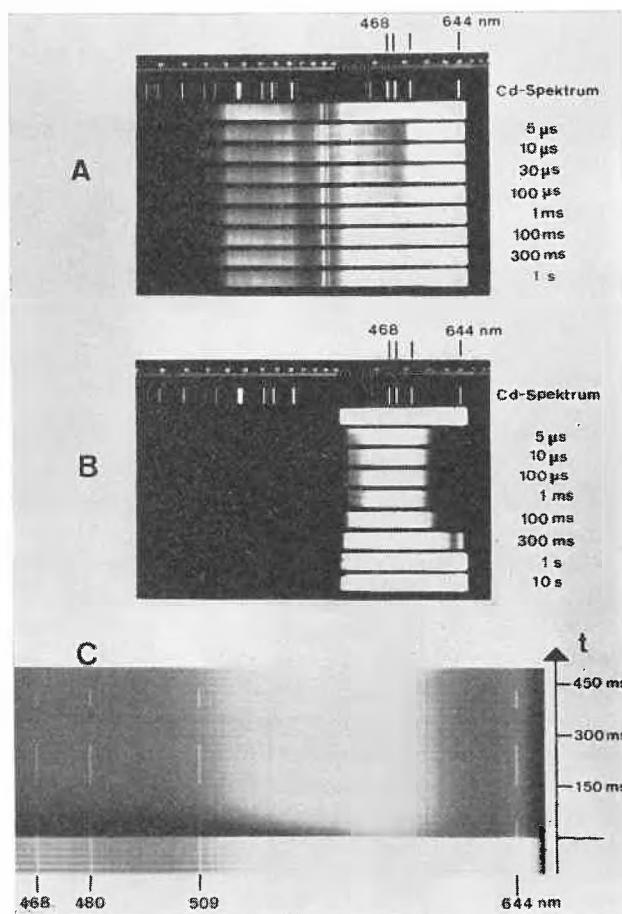 468 644 nm
Cd-Spektrum
A
5 µs
10 µs
30 µs
100 µs
1 ms
100 ms
300 ms
1 s
468 644 nm
Cd-Spektrum
B
5 µs
10 µs
100 µs
1 ms
100 ms
300 ms
1 s
10 s
C t
450 ms
300 ms
150 ms
468 480 509 644 nm